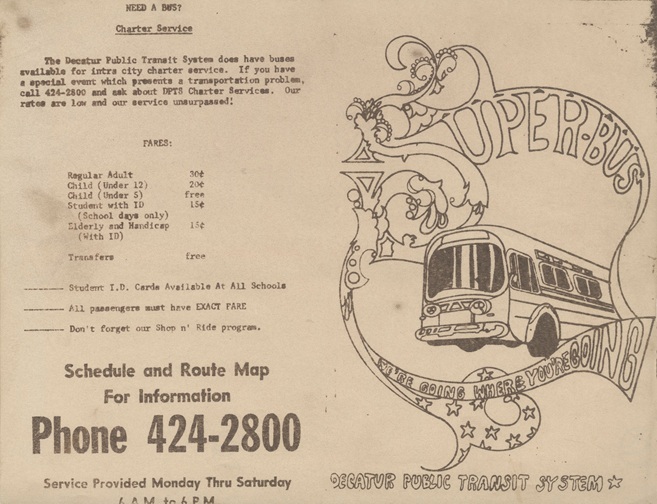 NEED A BUS?
Charter Service
The Decatur Public Transit System does have buses
available for intra city charter service. If you have
a special event which presents a transportation problem,
call 424-2800 and ask about DPTS Charter Services. Our
rates are low and our service unsurpassed!
FARES:
Regular Adult 30¢
Child (Under 12) 20¢
Child (Under 5) free
Student with ID 15¢
(School days only)
Elderly and Handicap 15¢
(With ID)
Transfers free
Student I.D. Cards Available At All Schools
All passengers must have EXACT FARE
Don't forget our Shop n' Ride program.
Schedule and Route Map
For Information
Phone 424-2800
Service Provided Monday Thru Saturday
6 A.M. to 6 P.M.
SUPER-BUS
WE'RE GOING WHERE YOU'RE GOING
DECATUR PUBLIC TRANSIT SYSTEM